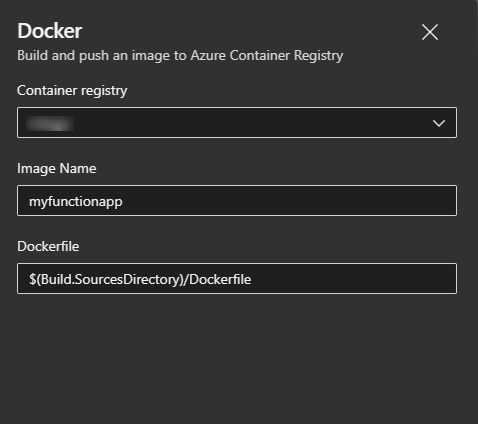 Docker
Build and push an image to Azure Container Registry
Container registry
Image Name
myfunctionapp
Dockerfile
$(Build.SourcesDirectory)/Dockerfile